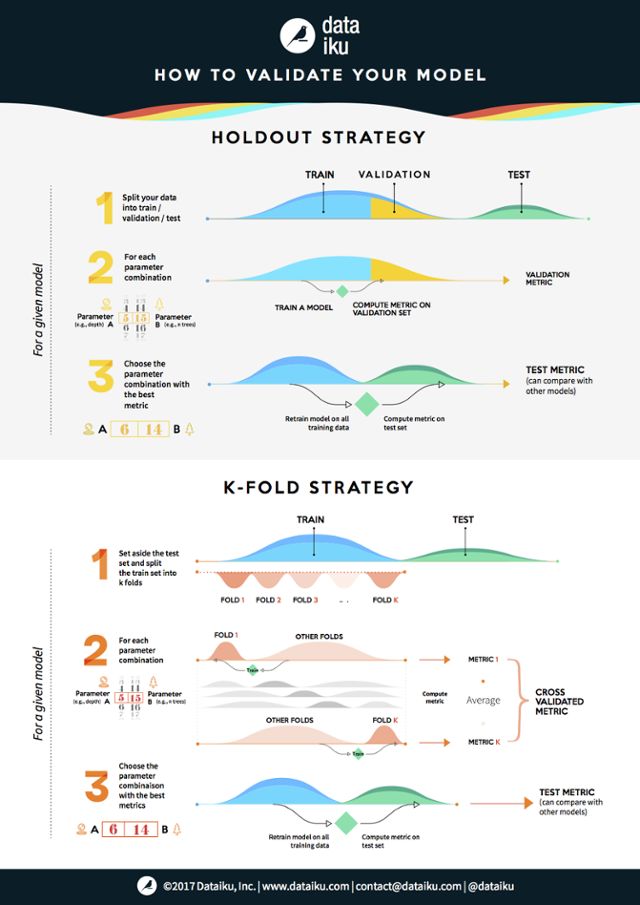 data
iku
HOW TO VALIDATE YOUR MODEL
HOLDOUT STRATEGY
For a given model
TRAIN
VALIDATION
TEST
1
Split your data
into train /
validation / test
2
For each
parameter
combination
Parameter
(e.g., depth) A
4 14
5 15
6 16
Parameter
B (e.g., n trees)
TRAIN A MODEL
COMPUTE METRIC ON
VALIDATION SET
VALIDATION
METRIC
3
Choose the
parameter
combination with
the best
metric
A 6 14 B
Retrain model on all
training data
Compute metric on
test set
TEST METRIC
(can compare with
other models)
K-FOLD STRATEGY
For a given model
TRAIN
TEST
1
Set aside the test
set and split
the train set into
k folds
FOLD 1
FOLD 2
FOLD 3
. .
FOLD K
2
For each
parameter
combination
Parameter
(e.g., depth) A
4 14
5 15
6 16
Parameter
B (e.g., n trees)
FOLD 1
OTHER FOLDS
Train
OTHER FOLDS
FOLD K
Train
Compute
metric
METRIC 1
Average
METRIC K
CROSS
VALIDATED
METRIC
3
Choose the
parameter
combinaison
with the best
metrics
A 6 14 B
Retrain model on all
training data
Compute metric on
test set
TEST METRIC
(can compare with
other models)
©2017 Dataiku, Inc. | www.dataiku.com | contact@dataiku.com | @dataiku